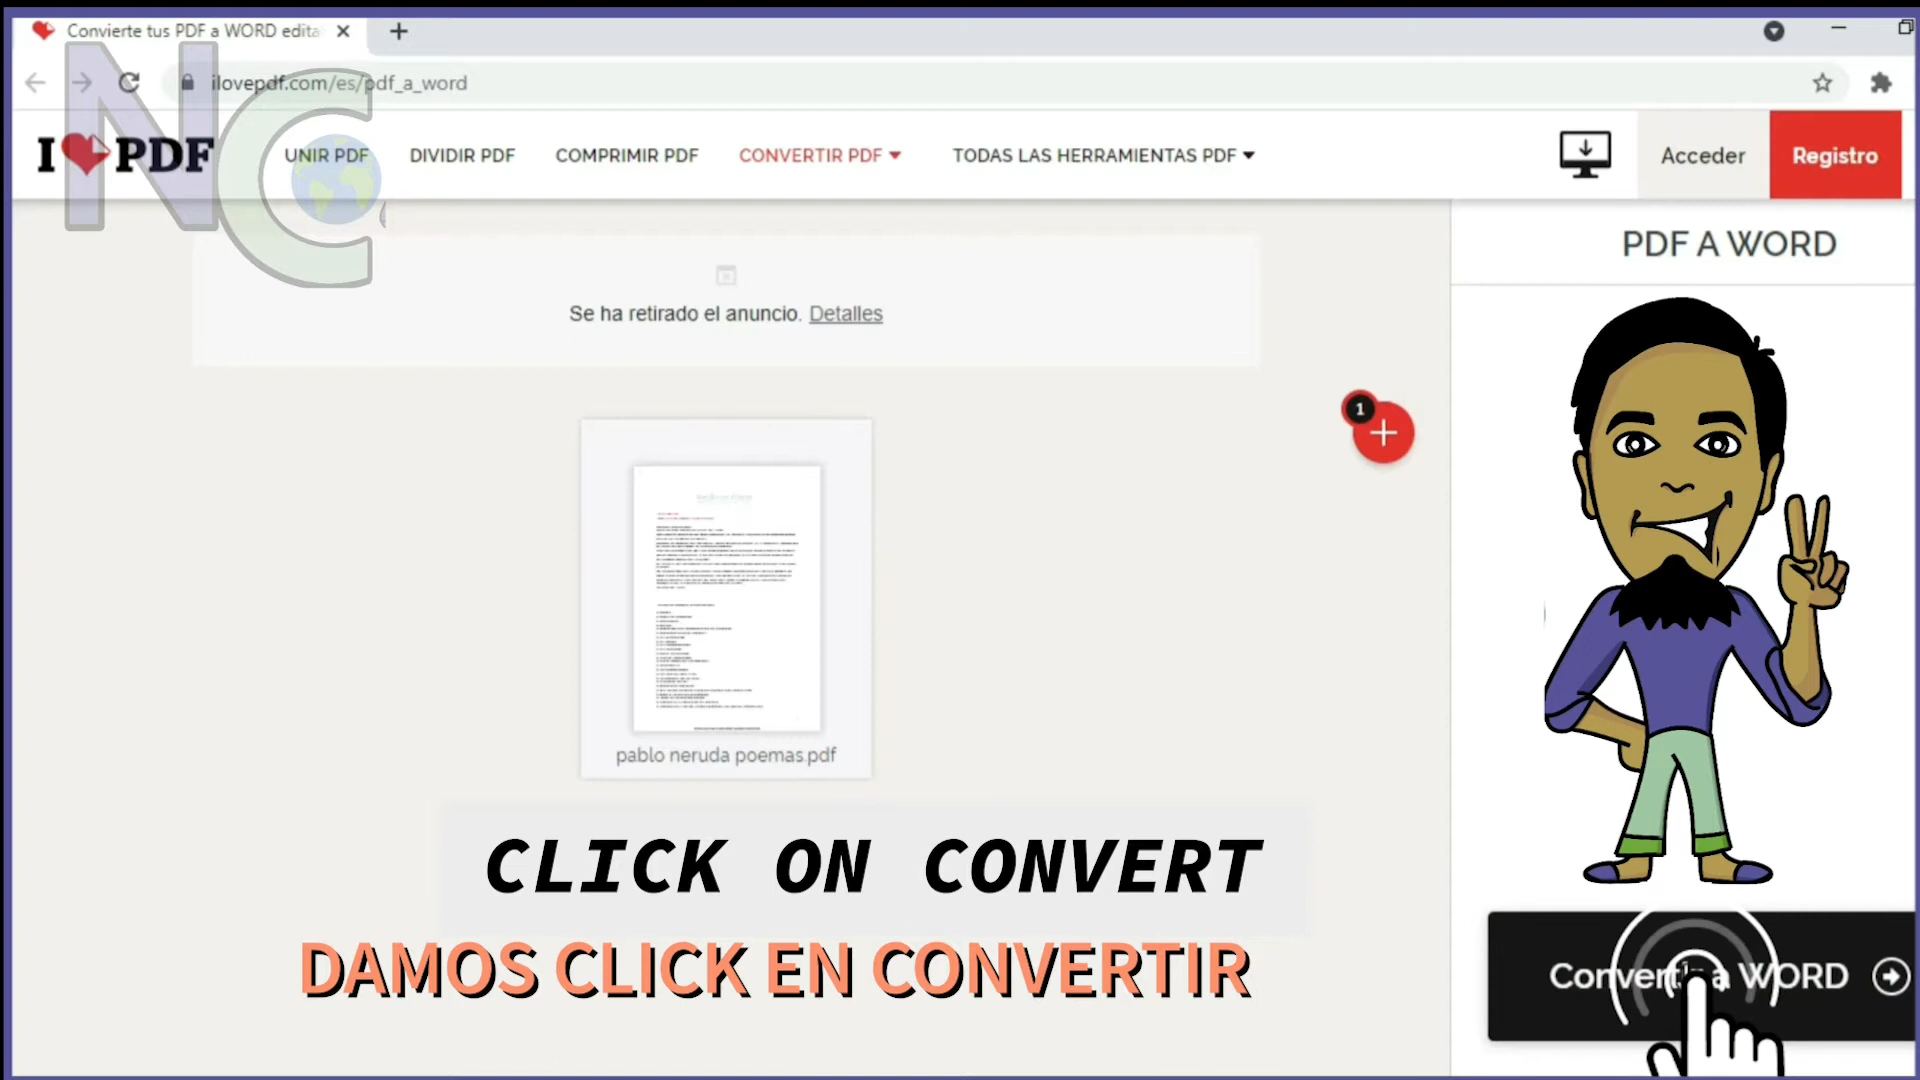 Convierte tus PDF a WORD edita
ilovepdf.com/es/pdf_a_word
NC
I PDF
UNIR PDF
DIVIDIR PDF
COMPRIMIR PDF
CONVERTIR PDF
TODAS LAS HERRAMIENTAS PDF
Acceder
Registro
PDF A WORD
Se ha retirado el anuncio. Detalles
1
pablo neruda poemas.pdf
CLICK ON CONVERT
DAMOS CLICK EN CONVERTIR
Convertir a WORD